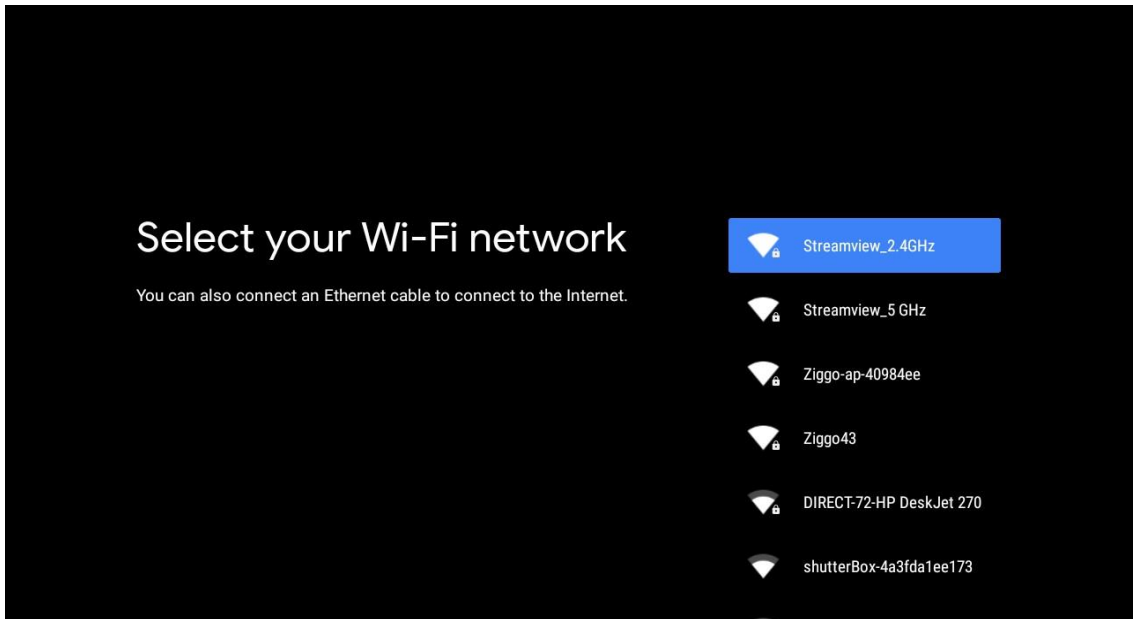 Select your Wi-Fi network
You can also connect an Ethernet cable to connect to the Internet.
Streamview_2.4GHz
Streamview_5 GHz
Ziggo-ap-40984ee
Ziggo43
DIRECT-72-HP DeskJet 270
shutterBox-4a3fda1ee173